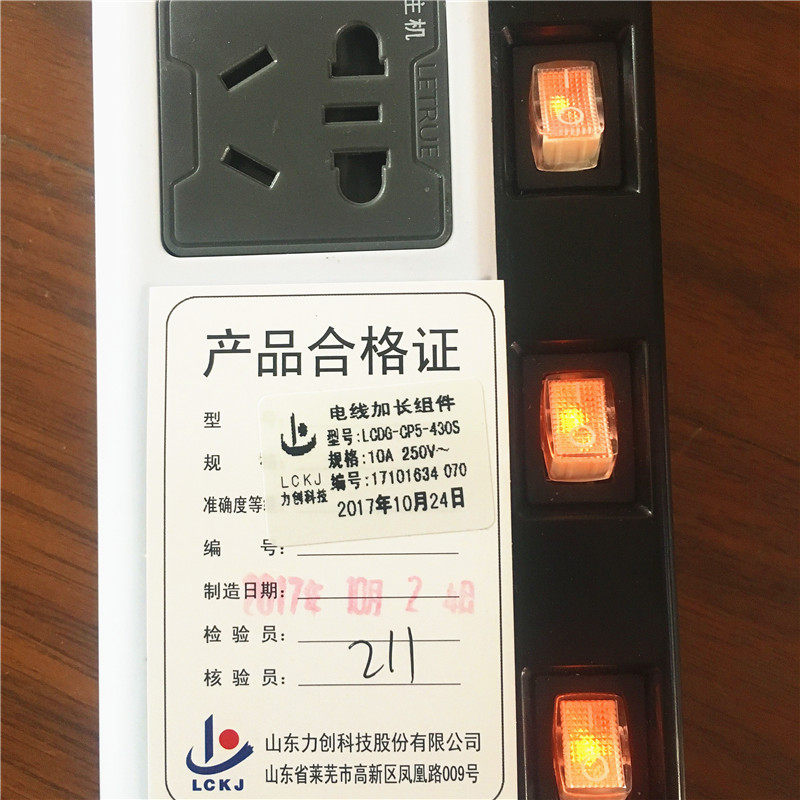 主机
LETRUE
产品合格证
型
规
准确度等
电线加长组件
型号:LCDG-CP5-430S
规格:10A 250V~
编号:17101634 070
2017年10月24日
LCKJ
力创科技
编 号:
制造日期: 2017年 10月 2 4日
检验员:
211
核验员:
LCKJ
山东力创科技股份有限公司
山东省莱芜市高新区凤凰路009号